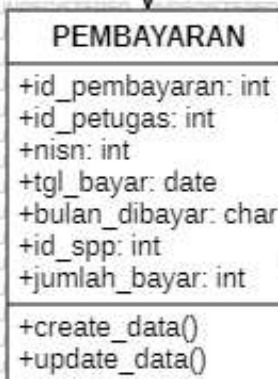 PEMBAYARAN
+id_pembayaran: int
+id_petugas: int
+nisn: int
+tgl_bayar: date
+bulan_dibayar: char
+id_spp: int
+jumlah_bayar: int
+create_data()
+update_data()